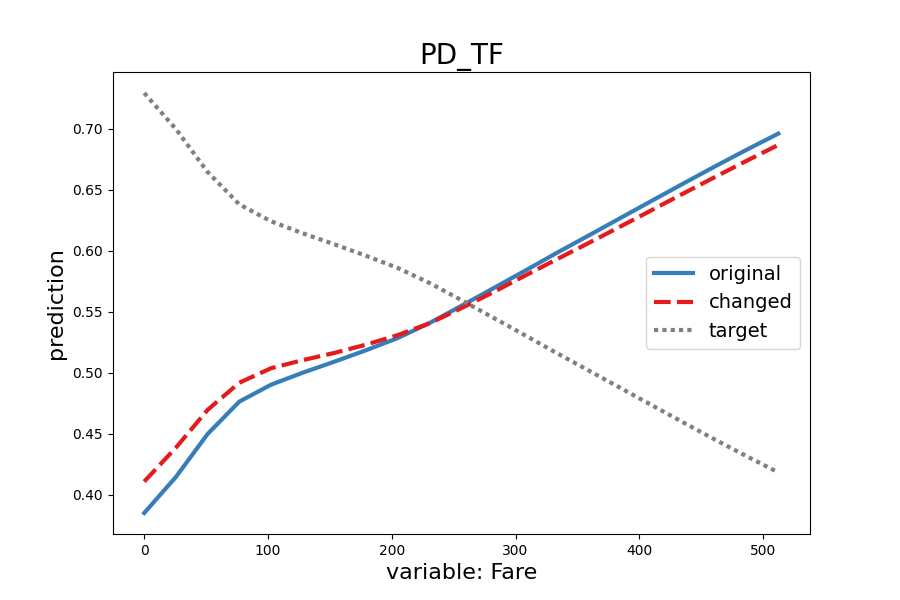 PD_TF
0.70
0.65
0.60
0.55
0.50
0.45
0.40
prediction
original
changed
target
0 100 200 300 400 500
variable: Fare